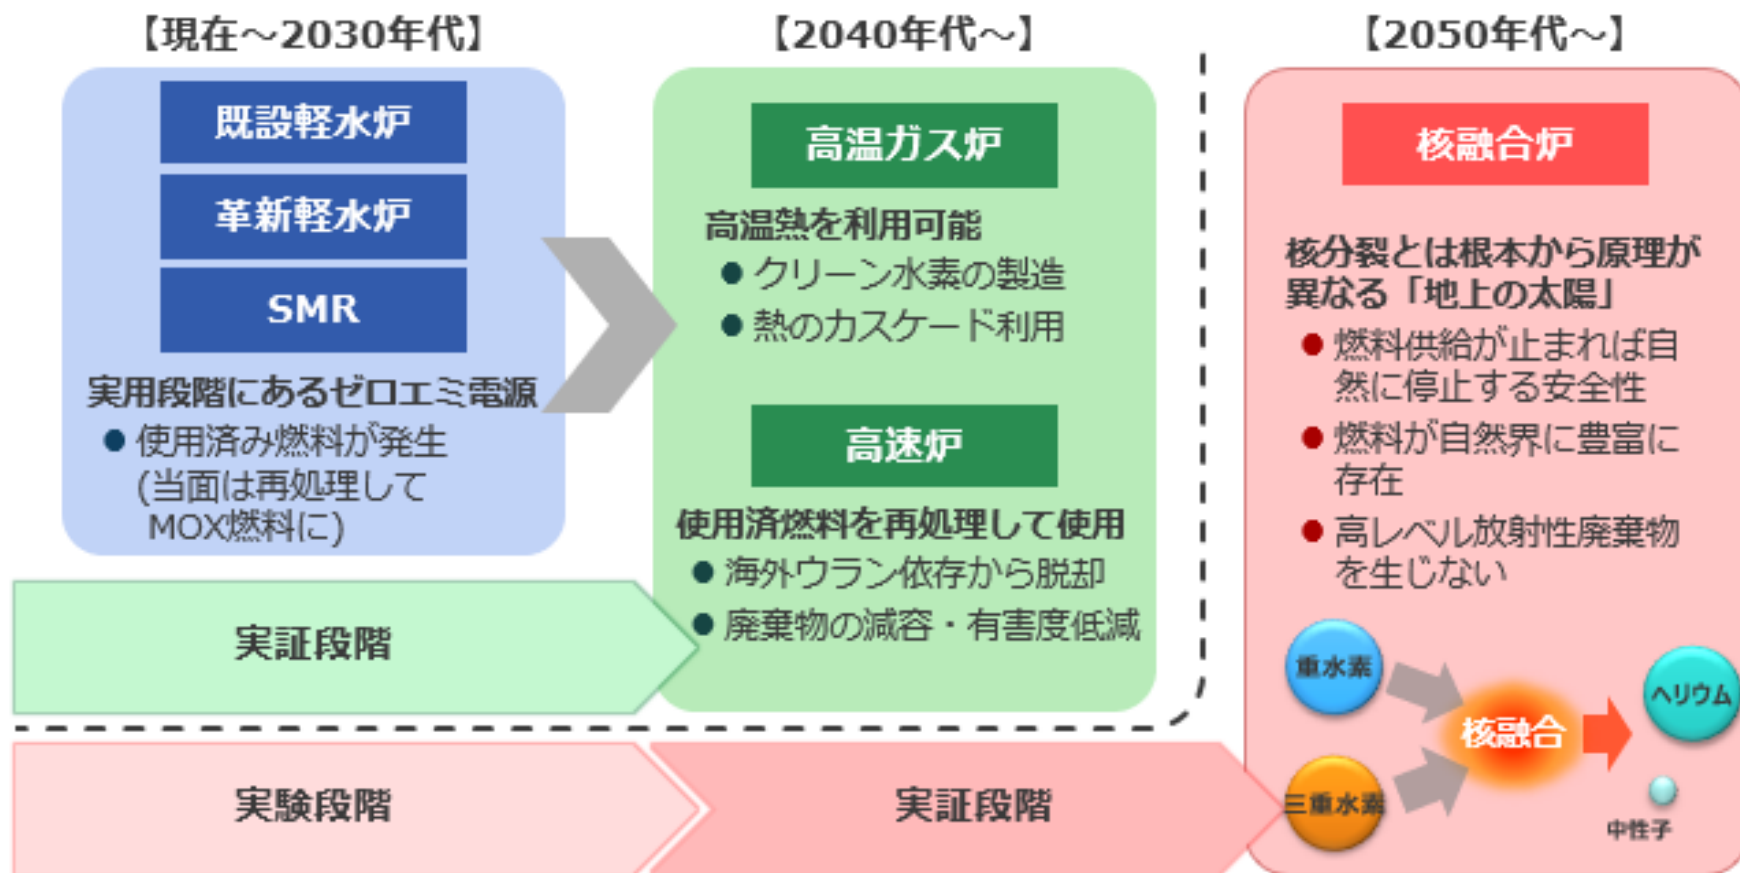 【現在～2030年代】
既設軽水炉
革新軽水炉
SMR
実用段階にあるゼロエミ電源
● 使用済み燃料が発生
(当面は再処理して
MOX燃料に)
【2040年代～】
高温ガス炉
高温熱を利用可能
● クリーン水素の製造
● 熱のカスケード利用
高速炉
使用済燃料を再処理して使用
● 海外ウラン依存から脱却
● 廃棄物の減容・有害度低減
【2050年代～】
核融合炉
核分裂とは根本から原理が
異なる「地上の太陽」
● 燃料供給が止まれば自
然に停止する安全性
● 燃料が自然界に豊富に
存在
● 高レベル放射性廃棄物
を生じない
重水素
三重水素
核融合
ヘリウム
中性子
実証段階
実験段階
実証段階